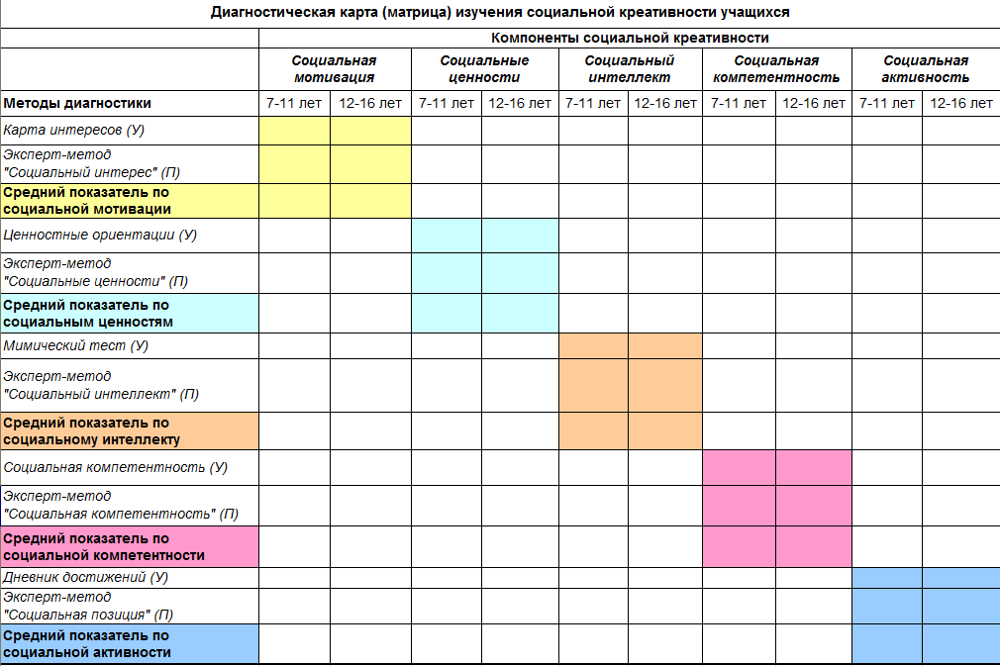 Диагностическая карта (матрица) изучения социальной креативности учащихся
Компоненты социальной креативности
Социальная мотивация
Социальные ценности
Социальный интеллект
Социальная компетентность
Социальная активность
Методы диагностики 7-11 лет 12-16 лет 7-11 лет 12-16 лет 7-11 лет 12-16 лет 7-11 лет 12-16 лет 7-11 лет 12-16 лет
Карта интересов (У)
Эксперт-метод
"Социальный интерес" (П)
Средний показатель по
социальной мотивации
Ценностные ориентации (У)
Эксперт-метод
"Социальные ценности" (П)
Средний показатель по
социальным ценностям
Мимический тест (У)
Эксперт-метод
"Социальный интеллект" (П)
Средний показатель по
социальному интеллекту
Социальная компетентность (У)
Эксперт-метод
"Социальная компетентность" (П)
Средний показатель по
социальной компетентности
Дневник достижений (У)
Эксперт-метод
"Социальная позиция" (П)
Средний показатель по
социальной активности